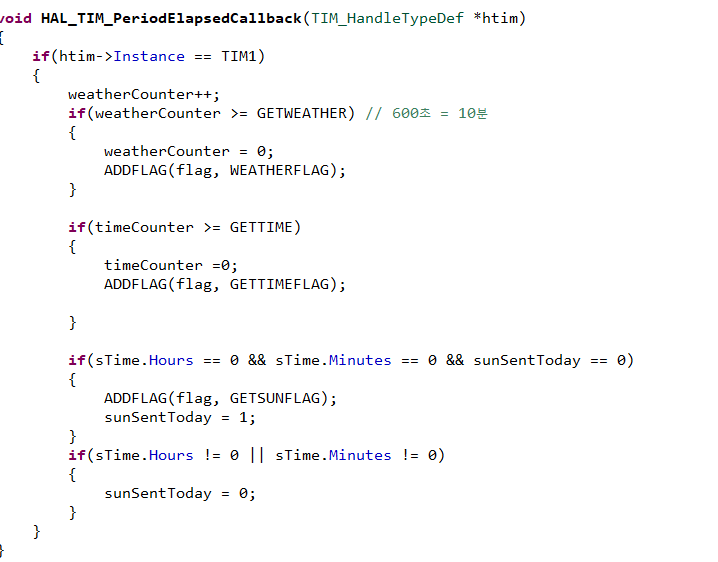 void HAL_TIM_PeriodElapsedCallback(TIM_HandleTypeDef *htim)
{
    if(htim->Instance == TIM1)
    {
        weatherCounter++;
        if(weatherCounter >= GETWEATHER) // 600초 = 10분
        {
            weatherCounter = 0;
            ADDFLAG(flag, WEATHERFLAG);
        }

        if(timeCounter >= GETTIME)
        {
            timeCounter =0;
            ADDFLAG(flag, GETTIMEFLAG);

        }

        if(sTime.Hours == 0 && sTime.Minutes == 0 && sunSentToday == 0)
        {
            ADDFLAG(flag, GETSUNFLAG);
            sunSentToday = 1;
        }
        if(sTime.Hours != 0 || sTime.Minutes != 0)
        {
            sunSentToday = 0;
        }
    }
}